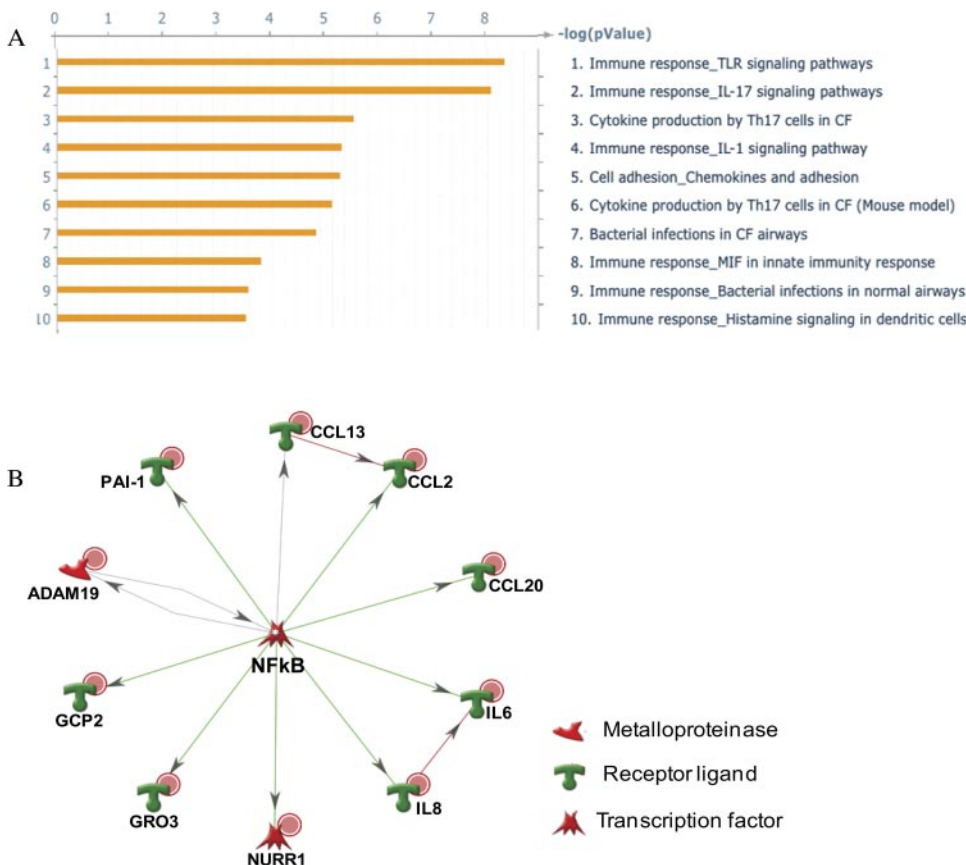 A
0 1 2 3 4 5 6 7 8
-log(pValue)
1
2
3
4
5
6
7
8
9
10
1. Immune response_TLR signaling pathways
2. Immune response_IL-17 signaling pathways
3. Cytokine production by Th17 cells in CF
4. Immune response_IL-1 signaling pathway
5. Cell adhesion_Chemokines and adhesion
6. Cytokine production by Th17 cells in CF (Mouse model)
7. Bacterial infections in CF airways
8. Immune response_MIF in innate immunity response
9. Immune response_Bacterial infections in normal airways
10. Immune response_Histamine signaling in dendritic cells
B
CCL13
PAI-1
CCL2
ADAM19
CCL20
NFkB
GCP2
IL6
GRO3
IL8
NURR1
Metalloproteinase
Receptor ligand
Transcription factor